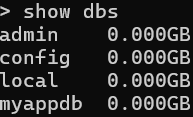 > show dbs
admin     0.000GB
config    0.000GB
local     0.000GB
myappdb   0.000GB